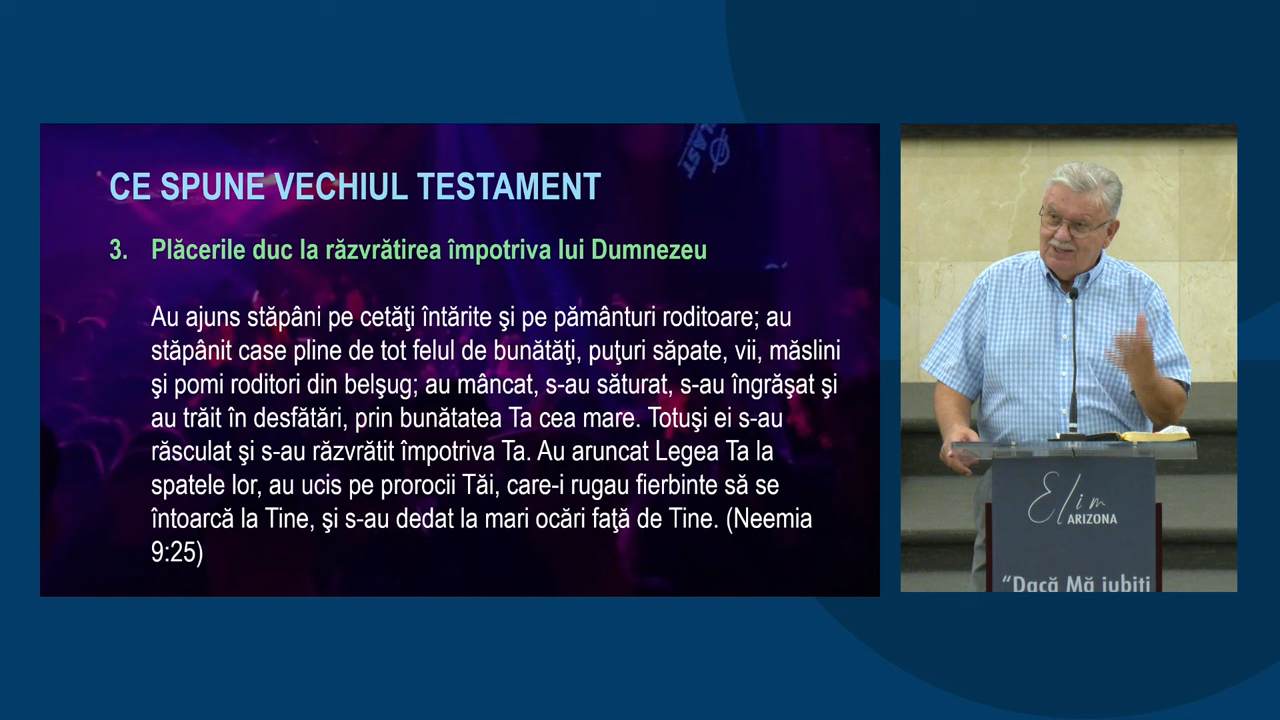 CE SPUNE VECHIUL TESTAMENT
3. Plăcerile duc la răzvrătirea împotriva lui Dumnezeu
Au ajuns stăpâni pe cetăţi întărite şi pe pământuri roditoare; au
stăpânit case pline de tot felul de bunătăţi, puţuri săpate, vii, măslini
şi pomi roditori din belşug; au mâncat, s-au săturat, s-au îngrăşat şi
au trăit în desfătări, prin bunătatea Ta cea mare. Totuşi ei s-au
răsculat şi s-au răzvrătit împotriva Ta. Au aruncat Legea Ta la
spatele lor, au ucis pe prorocii Tăi, care-i rugau fierbinte să se
întoarcă la Tine, şi s-au dedat la mari ocări faţă de Tine. (Neemia
9:25)
Elim
ARIZONA
“Dacă Mă iubiți